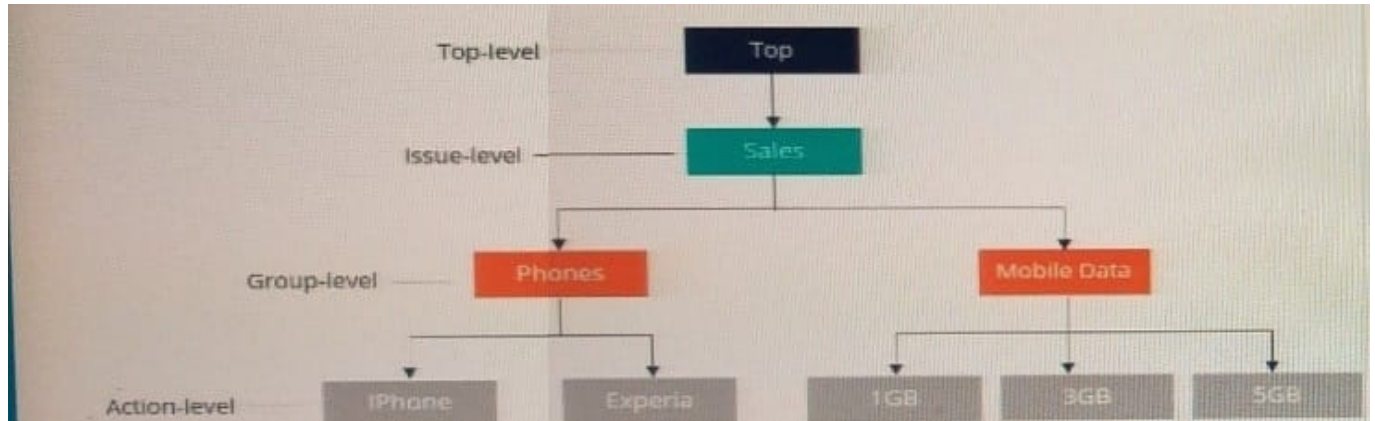 Top-level
Top
Issue-level
Sales
Group-level
Phones
Mobile Data
Action-level
IPhone
Experia
1GB
3GB
5GB